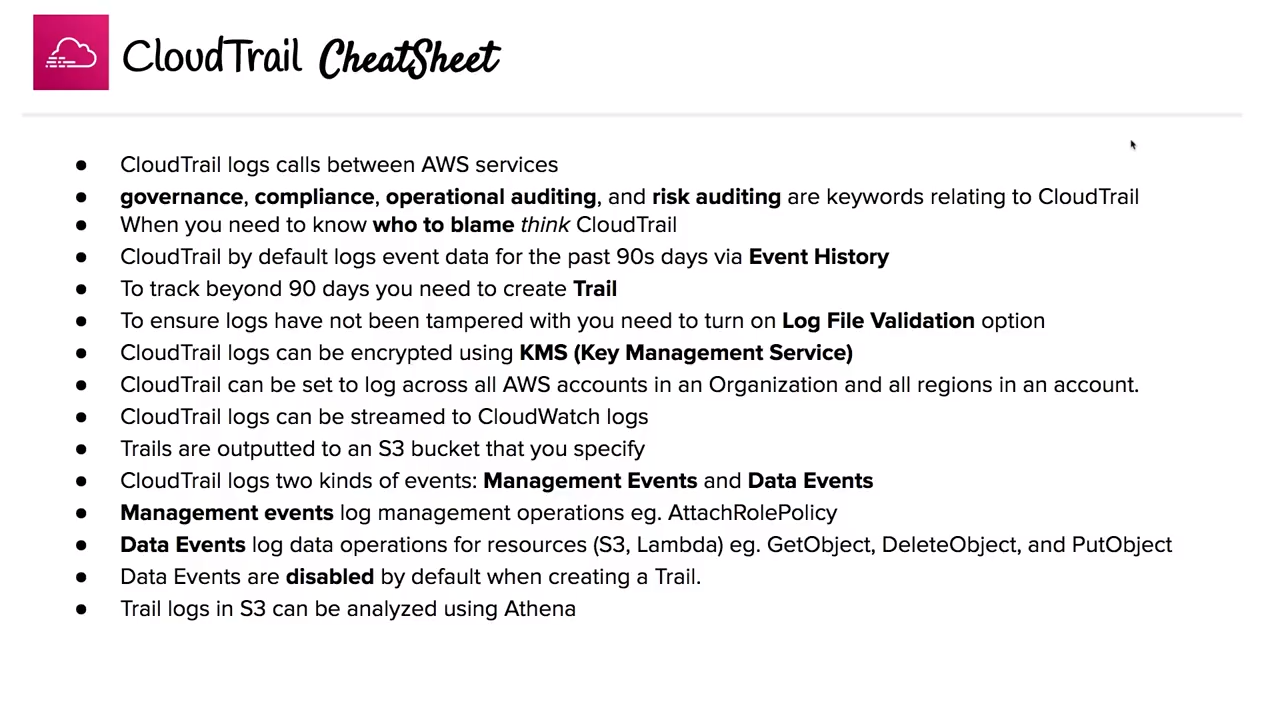 CloudTrail CheatSheet
● CloudTrail logs calls between AWS services
● governance, compliance, operational auditing, and risk auditing are keywords relating to CloudTrail
● When you need to know who to blame think CloudTrail
● CloudTrail by default logs event data for the past 90s days via Event History
● To track beyond 90 days you need to create Trail
● To ensure logs have not been tampered with you need to turn on Log File Validation option
● CloudTrail logs can be encrypted using KMS (Key Management Service)
● CloudTrail can be set to log across all AWS accounts in an Organization and all regions in an account.
● CloudTrail logs can be streamed to CloudWatch logs
● Trails are outputted to an S3 bucket that you specify
● CloudTrail logs two kinds of events: Management Events and Data Events
● Management events log management operations eg. AttachRolePolicy
● Data Events log data operations for resources (S3, Lambda) eg. GetObject, DeleteObject, and PutObject
● Data Events are disabled by default when creating a Trail.
● Trail logs in S3 can be analyzed using Athena